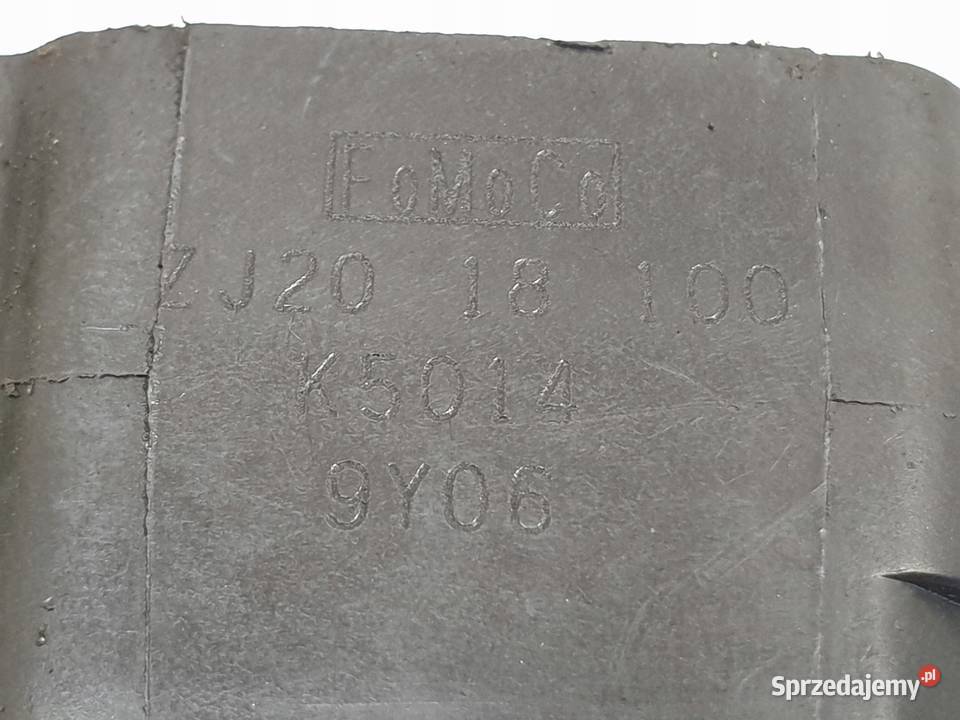 FoMoCo
ZJ20 18 100
K5014
9Y06
Sprzedajemy.pl